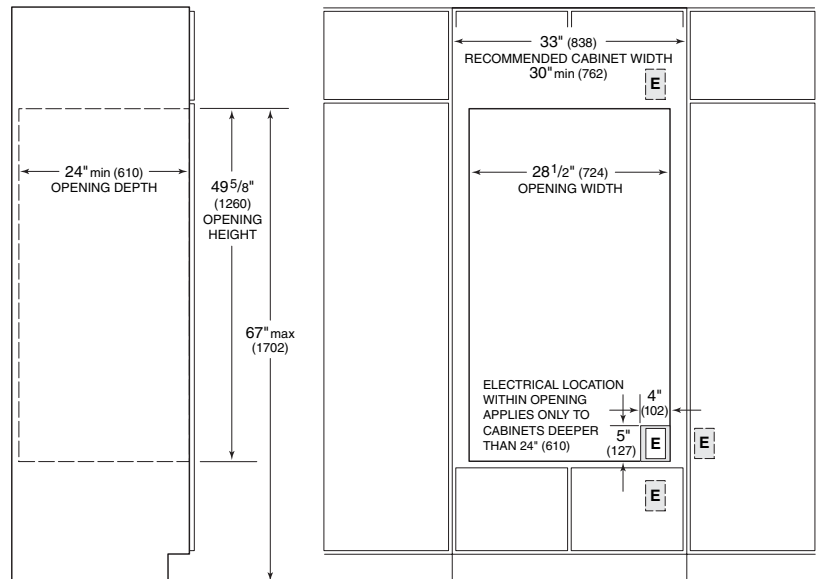 33" (838)
RECOMMENDED CABINET WIDTH
30" min (762)
E
24" min (610)
OPENING DEPTH
49 5/8"
(1260)
OPENING
HEIGHT
28 1/2" (724)
OPENING WIDTH
67" max
(1702)
ELECTRICAL LOCATION
WITHIN OPENING
APPLIES ONLY TO
CABINETS DEEPER
THAN 24" (610)
4"
(102)
5"
(127)
E
E
E